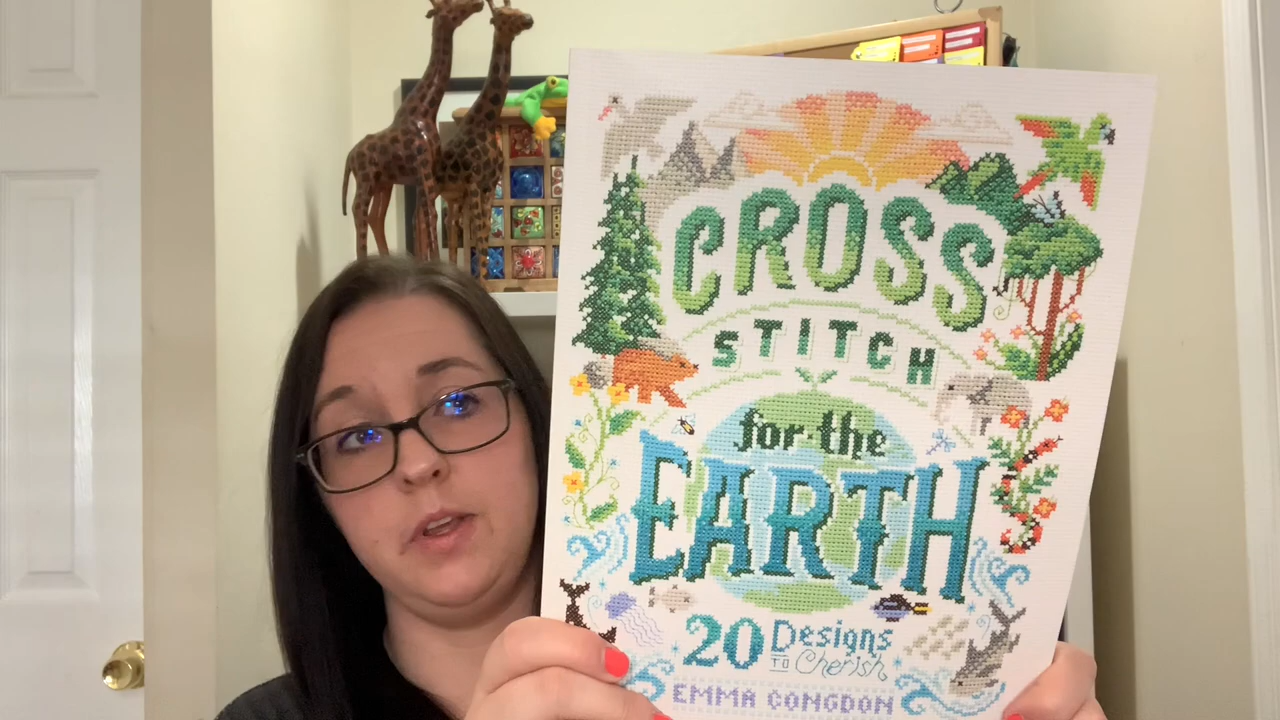 CROSS
STITCH
for the
EARTH
20 Designs
TO Cherish
EMMA CONGDON